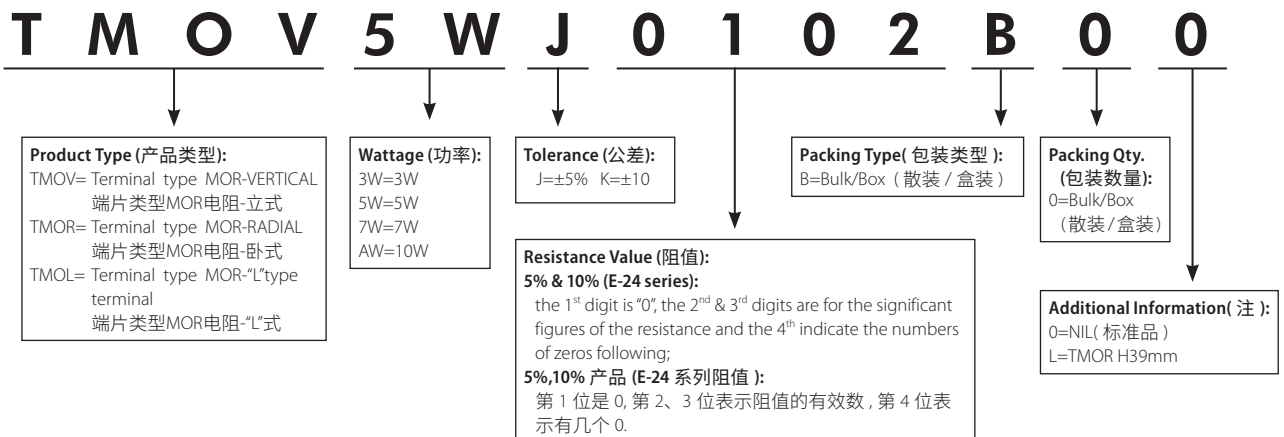 T M O V 5 W J 0 1 0 2 B 0 0
Product Type (产品类型):
TMOV= Terminal type MOR-VERTICAL
端片类型MOR电阻-立式
TMOR= Terminal type MOR-RADIAL
端片类型MOR电阻-卧式
TMOL= Terminal type MOR-“L”type
terminal
端片类型MOR电阻-“L”式
Wattage (功率):
3W=3W
5W=5W
7W=7W
AW=10W
Tolerance (公差):
J=±5% K=±10
Resistance Value (阻值):
5% & 10% (E-24 series):
the 1st digit is “0”, the 2nd & 3rd digits are for the significant
figures of the resistance and the 4th indicate the numbers
of zeros following;
5%,10% 产品 (E-24 系列阻值 ):
第 1 位是 0, 第 2、3 位表示阻值的有效数 , 第 4 位表
示有几个 0.
Packing Type( 包装类型 ):
B=Bulk/Box ( 散装 / 盒装 )
Packing Qty.
(包装数量):
0=Bulk/Box
(散装/盒装)
Additional Information( 注 ):
0=NIL( 标准品 )
L=TMOR H39mm